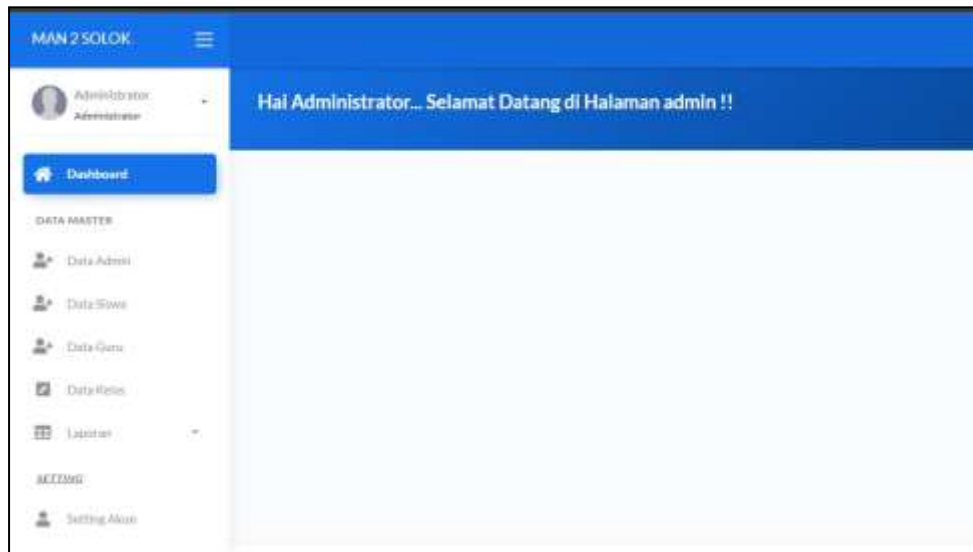 MAN 2 SOLOK
Administrator
Administrator
Hai Administrator... Selamat Datang di Halaman admin !!
Dashboard
DATA MASTER
Data Admin
Data Siswa
Data Guru
Data Kelas
Laporan
SETTING
Setting Akun